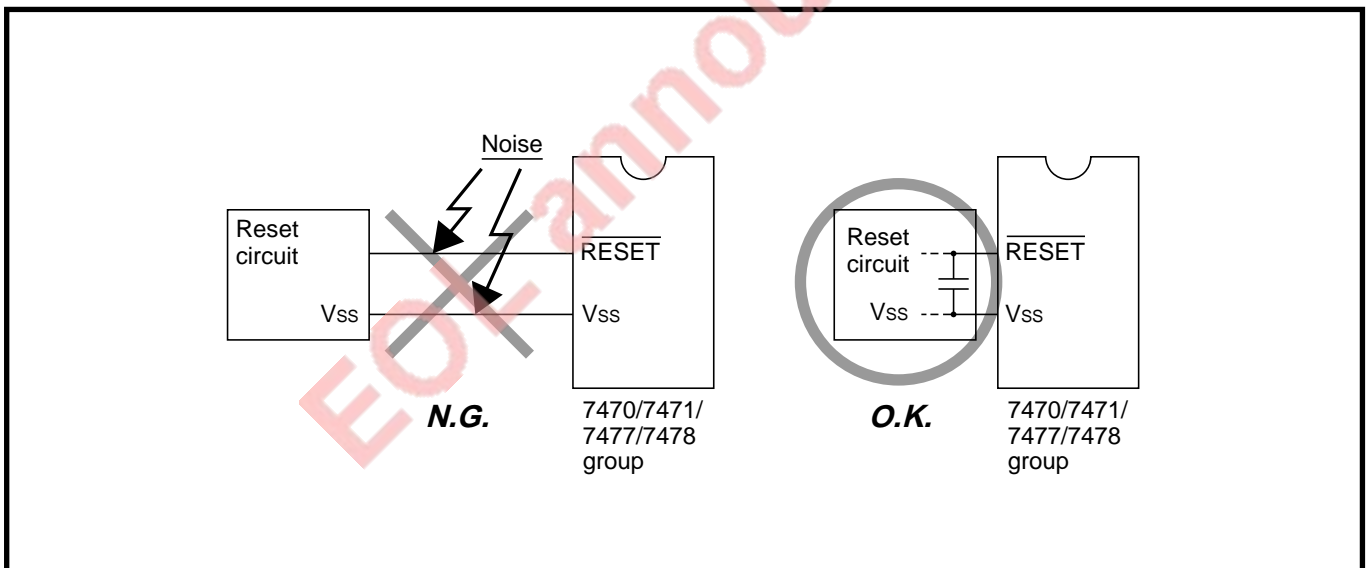 Noise
Reset
circuit
Vss
RESET
Vss
N.G.
7470/7471/
7477/7478
group
Reset
circuit
Vss
RESET
Vss
O.K.
7470/7471/
7477/7478
group
EOL annou